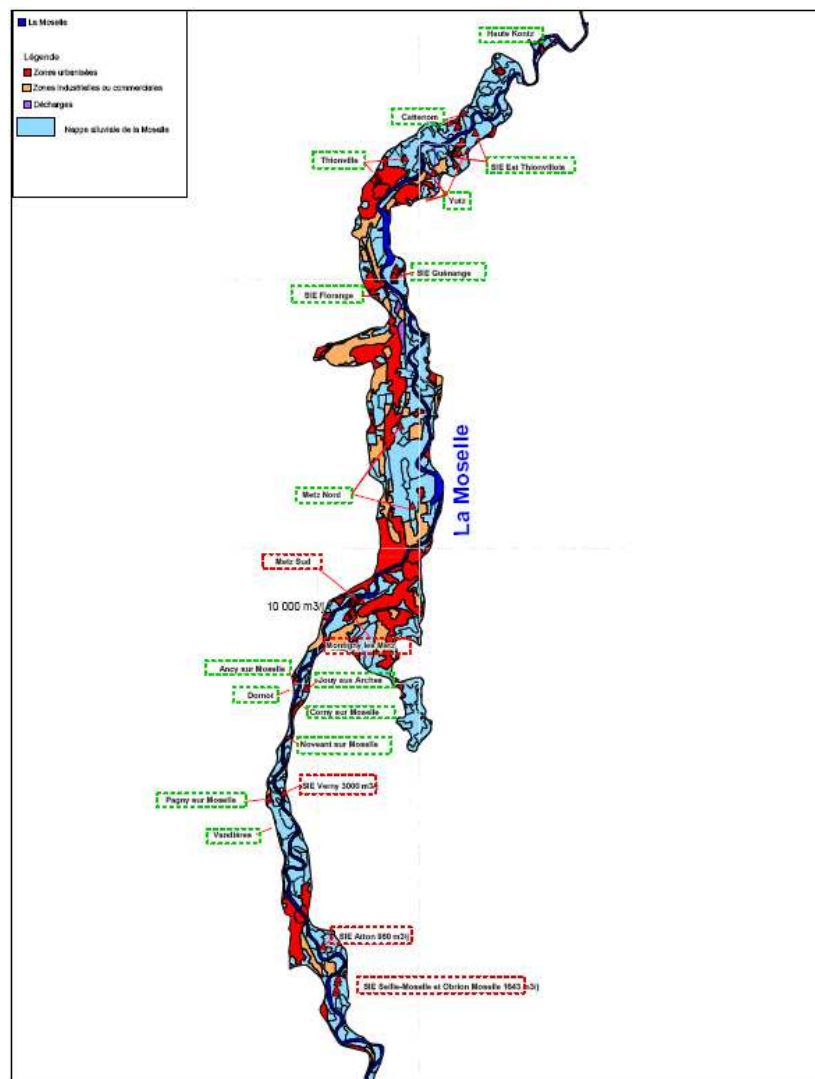 La Moselle
Légende
Zones urbanisées
Zones industrielles ou commerciales
Décharges
Nappe alluviale de la Moselle
Haute Kontz
Cattenom
Thionville
SIE Est Thionvillois
Yutz
SIE Guénange
SIE Florange
La Moselle
Metz Nord
Metz Sud
10 000 m3/j
Montigny les Metz
Ancy sur Moselle
Jouy aux Arches
Dornot
Corny sur Moselle
Noveant sur Moselle
SIE Verny 3000 m3/
Pagny sur Moselle
Vandières
SIE Atton 960 m3/j
SIE Seille-Moselle et Obrion Moselle 1643 m3/j